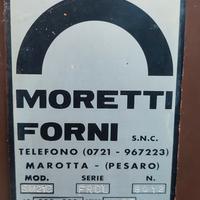 MORETTI
FORNI S.N.C.
TELEFONO (0721 - 967223)
MAROTTA - (PESARO)
MOD. SERIE N.